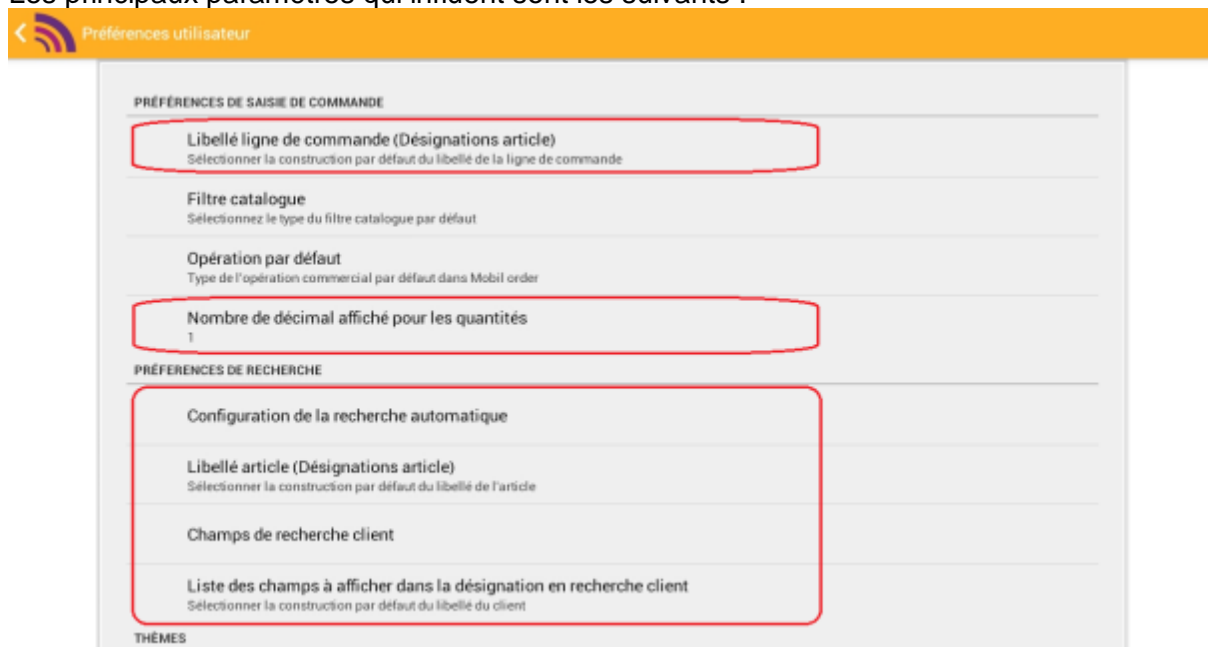 Les principaux paramètres qui influent sont les suivants :
Préférences utilisateur
PRÉFÉRENCES DE SAISIE DE COMMANDE
Libellé ligne de commande (Désignations article)
Sélectionner la construction par défaut du libellé de la ligne de commande
Filtre catalogue
Sélectionnez le type du filtre catalogue par défaut
Opération par défaut
Type de l'opération commercial par défaut dans Mobil order
Nombre de décimal affiché pour les quantités
1
PRÉFERENCES DE RECHERCHE
Configuration de la recherche automatique
Libellé article (Désignations article)
Sélectionner la construction par défaut du libellé de l'article
Champs de recherche client
Liste des champs à afficher dans la désignation en recherche client
Sélectionner la construction par défaut du libellé du client
THÈMES